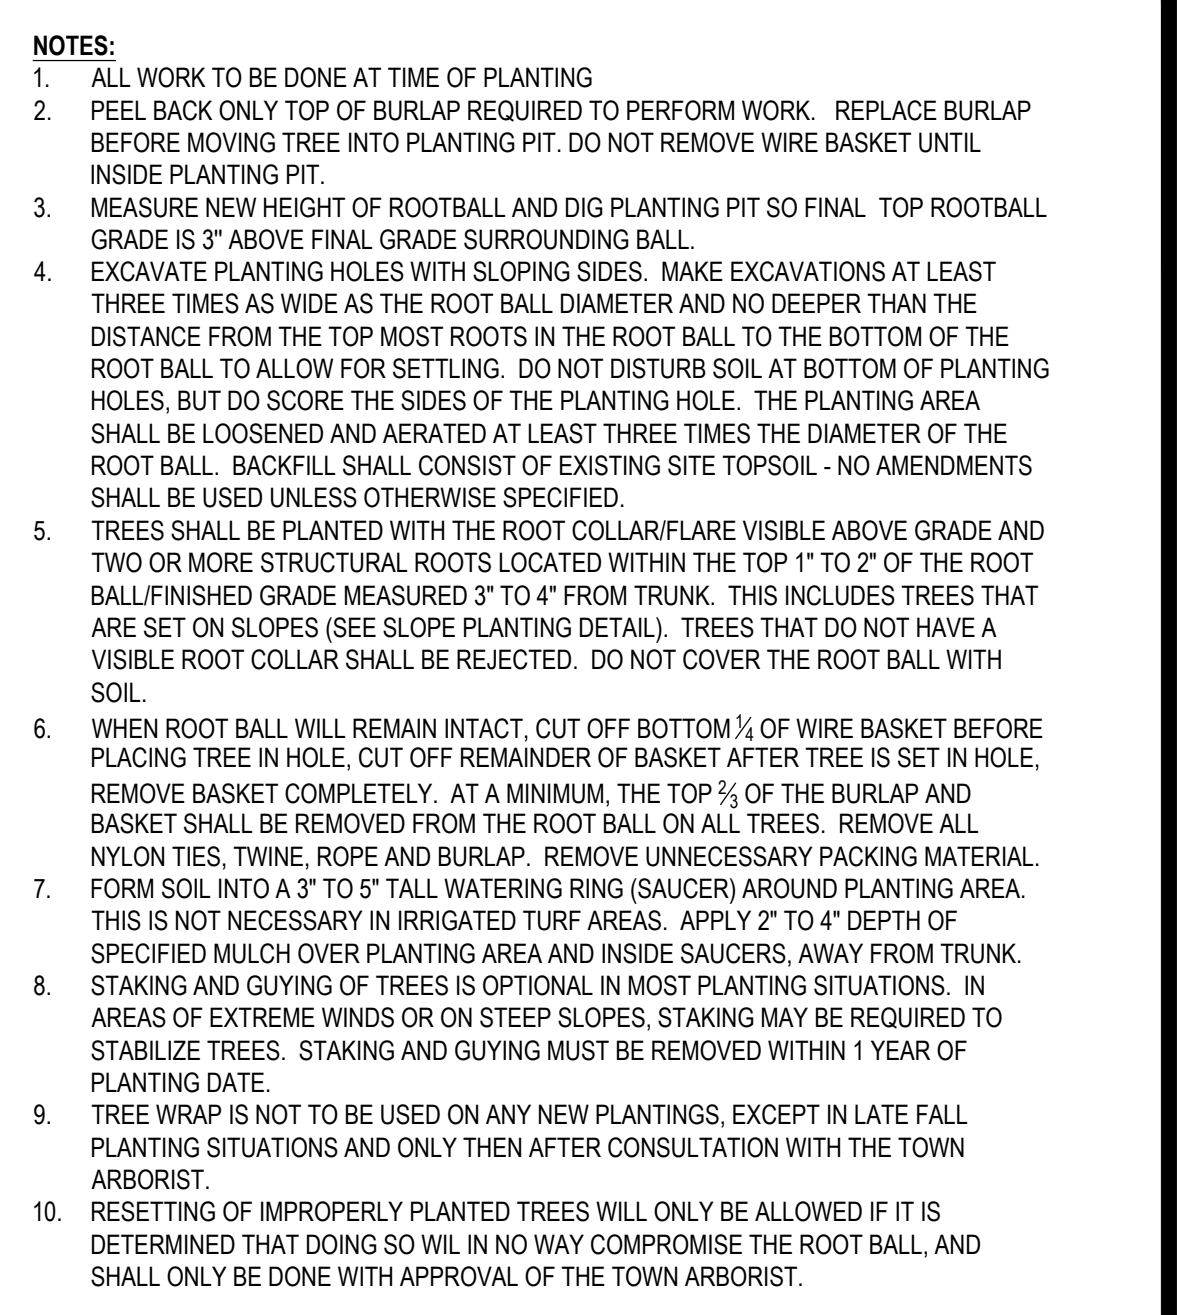 NOTES:
1. ALL WORK TO BE DONE AT TIME OF PLANTING
2. PEEL BACK ONLY TOP OF BURLAP REQUIRED TO PERFORM WORK. REPLACE BURLAP
BEFORE MOVING TREE INTO PLANTING PIT. DO NOT REMOVE WIRE BASKET UNTIL
INSIDE PLANTING PIT.
3. MEASURE NEW HEIGHT OF ROOTBALL AND DIG PLANTING PIT SO FINAL TOP ROOTBALL
GRADE IS 3" ABOVE FINAL GRADE SURROUNDING BALL.
4. EXCAVATE PLANTING HOLES WITH SLOPING SIDES. MAKE EXCAVATIONS AT LEAST
THREE TIMES AS WIDE AS THE ROOT BALL DIAMETER AND NO DEEPER THAN THE
DISTANCE FROM THE TOP MOST ROOTS IN THE ROOT BALL TO THE BOTTOM OF THE
ROOT BALL TO ALLOW FOR SETTLING. DO NOT DISTURB SOIL AT BOTTOM OF PLANTING
HOLES, BUT DO SCORE THE SIDES OF THE PLANTING HOLE. THE PLANTING AREA
SHALL BE LOOSENED AND AERATED AT LEAST THREE TIMES THE DIAMETER OF THE
ROOT BALL. BACKFILL SHALL CONSIST OF EXISTING SITE TOPSOIL - NO AMENDMENTS
SHALL BE USED UNLESS OTHERWISE SPECIFIED.
5. TREES SHALL BE PLANTED WITH THE ROOT COLLAR/FLARE VISIBLE ABOVE GRADE AND
TWO OR MORE STRUCTURAL ROOTS LOCATED WITHIN THE TOP 1" TO 2" OF THE ROOT
BALL/FINISHED GRADE MEASURED 3" TO 4" FROM TRUNK. THIS INCLUDES TREES THAT
ARE SET ON SLOPES (SEE SLOPE PLANTING DETAIL). TREES THAT DO NOT HAVE A
VISIBLE ROOT COLLAR SHALL BE REJECTED. DO NOT COVER THE ROOT BALL WITH
SOIL.
6. WHEN ROOT BALL WILL REMAIN INTACT, CUT OFF BOTTOM ¼ OF WIRE BASKET BEFORE
PLACING TREE IN HOLE, CUT OFF REMAINDER OF BASKET AFTER TREE IS SET IN HOLE,
REMOVE BASKET COMPLETELY. AT A MINIMUM, THE TOP ⅔ OF THE BURLAP AND
BASKET SHALL BE REMOVED FROM THE ROOT BALL ON ALL TREES. REMOVE ALL
NYLON TIES, TWINE, ROPE AND BURLAP. REMOVE UNNECESSARY PACKING MATERIAL.
7. FORM SOIL INTO A 3" TO 5" TALL WATERING RING (SAUCER) AROUND PLANTING AREA.
THIS IS NOT NECESSARY IN IRRIGATED TURF AREAS. APPLY 2" TO 4" DEPTH OF
SPECIFIED MULCH OVER PLANTING AREA AND INSIDE SAUCERS, AWAY FROM TRUNK.
8. STAKING AND GUYING OF TREES IS OPTIONAL IN MOST PLANTING SITUATIONS. IN
AREAS OF EXTREME WINDS OR ON STEEP SLOPES, STAKING MAY BE REQUIRED TO
STABILIZE TREES. STAKING AND GUYING MUST BE REMOVED WITHIN 1 YEAR OF
PLANTING DATE.
9. TREE WRAP IS NOT TO BE USED ON ANY NEW PLANTINGS, EXCEPT IN LATE FALL
PLANTING SITUATIONS AND ONLY THEN AFTER CONSULTATION WITH THE TOWN
ARBORIST.
10. RESETTING OF IMPROPERLY PLANTED TREES WILL ONLY BE ALLOWED IF IT IS
DETERMINED THAT DOING SO WIL IN NO WAY COMPROMISE THE ROOT BALL, AND
SHALL ONLY BE DONE WITH APPROVAL OF THE TOWN ARBORIST.